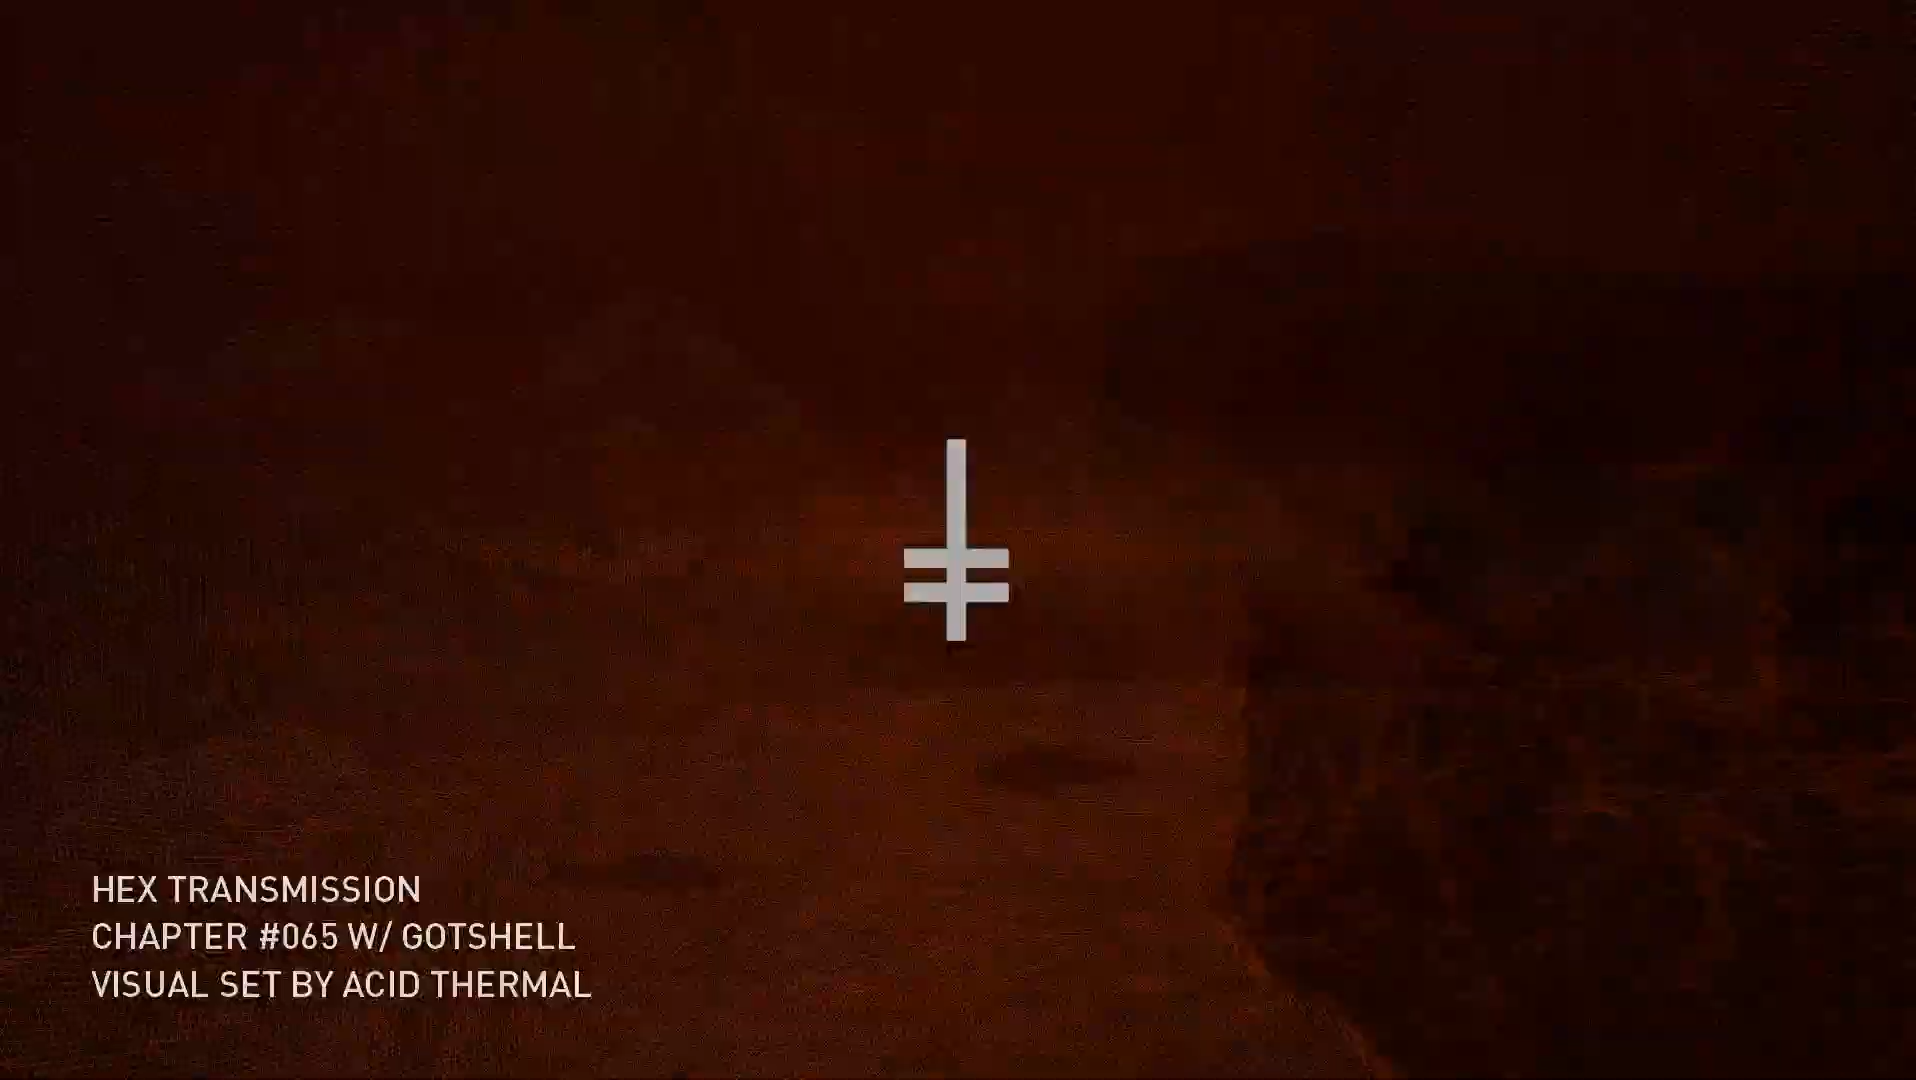 HEX TRANSMISSION
CHAPTER #065 W/ GOTSHELL
VISUAL SET BY ACID THERMAL